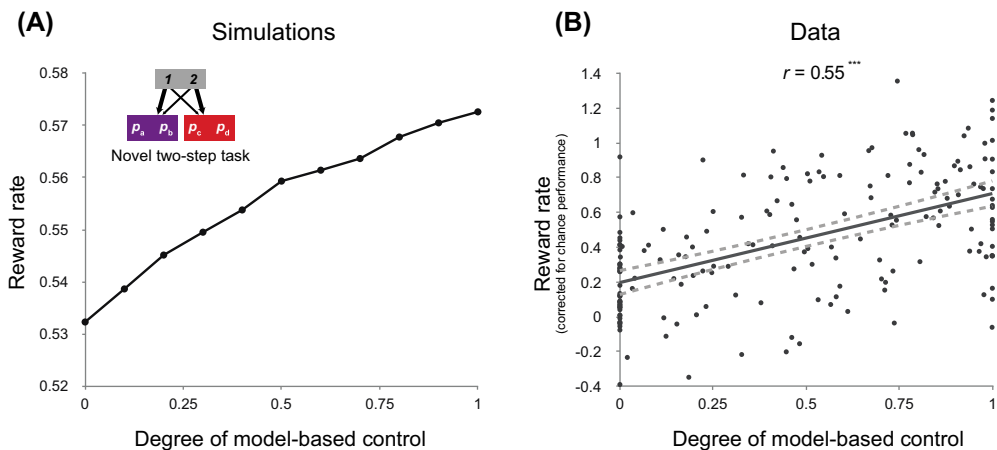 (A)
Simulations
0.58
0.57
0.56
0.55
0.54
0.53
0.52
Reward rate
1 2
pa pb pc pd
Novel two-step task
0 0.25 0.5 0.75 1
Degree of model-based control
(B)
Data
r = 0.55 ***
1.4
1.2
1
0.8
0.6
0.4
0.2
0
-0.2
-0.4
Reward rate
(corrected for chance performance)
0 0.25 0.5 0.75 1
Degree of model-based control